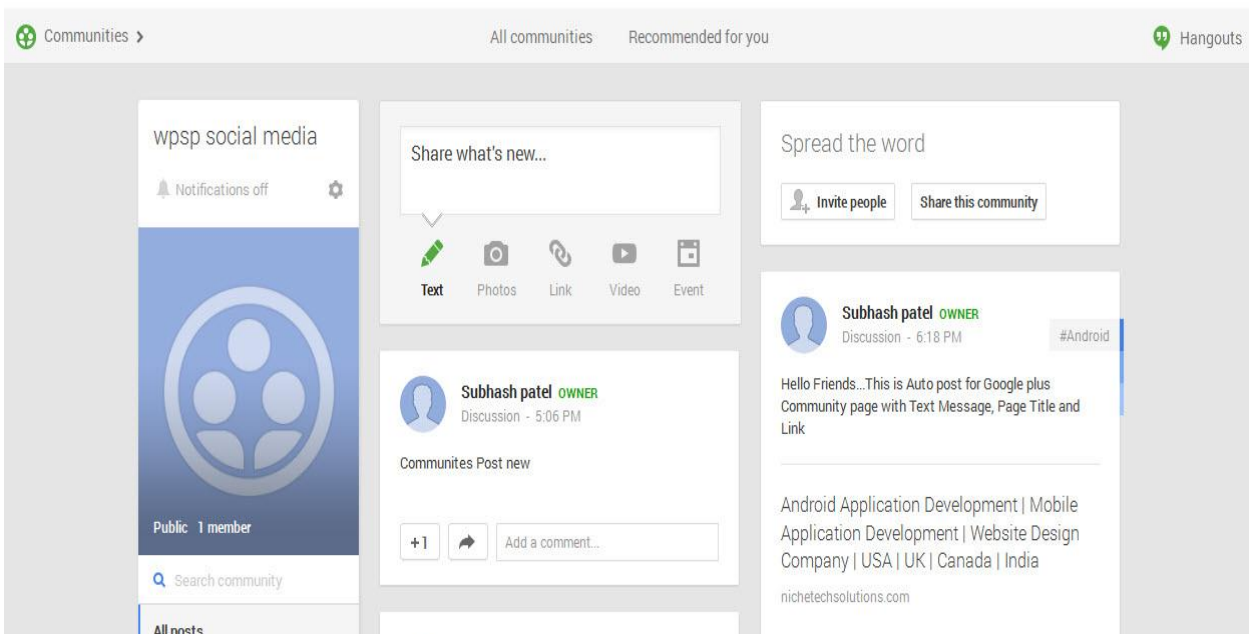 Communities >
All communities
Recommended for you
Hangouts
wpsp social media
Notifications off
Public 1 member
Search community
All posts
Share what's new...
Text
Photos
Link
Video
Event
Subhash patel OWNER
Discussion - 5:06 PM
Communites Post new
+1
Add a comment...
Spread the word
Invite people
Share this community
Subhash patel OWNER
Discussion - 6:18 PM
#Android
Hello Friends...This is Auto post for Google plus
Community page with Text Message, Page Title and
Link
Android Application Development | Mobile
Application Development | Website Design
Company | USA | UK | Canada | India
nichetechsolutions.com